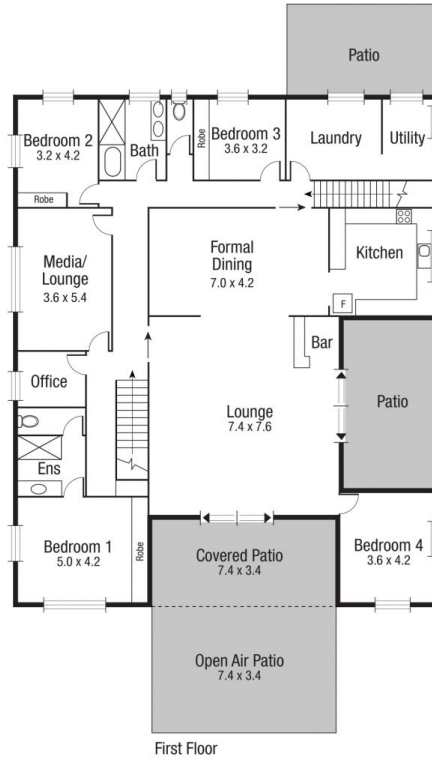 Patio
Bedroom 2
3.2 x 4.2
Robe
Bath
Robe
Bedroom 3
3.6 x 3.2
Laundry
Utility
Media/
Lounge
3.6 x 5.4
Formal
Dining
7.0 x 4.2
Kitchen
F
Bar
Office
Lounge
7.4 x 7.6
Patio
Ens
Bedroom 1
5.0 x 4.2
Robe
Covered Patio
7.4 x 3.4
Bedroom 4
3.6 x 4.2
Open Air Patio
7.4 x 3.4
First Floor